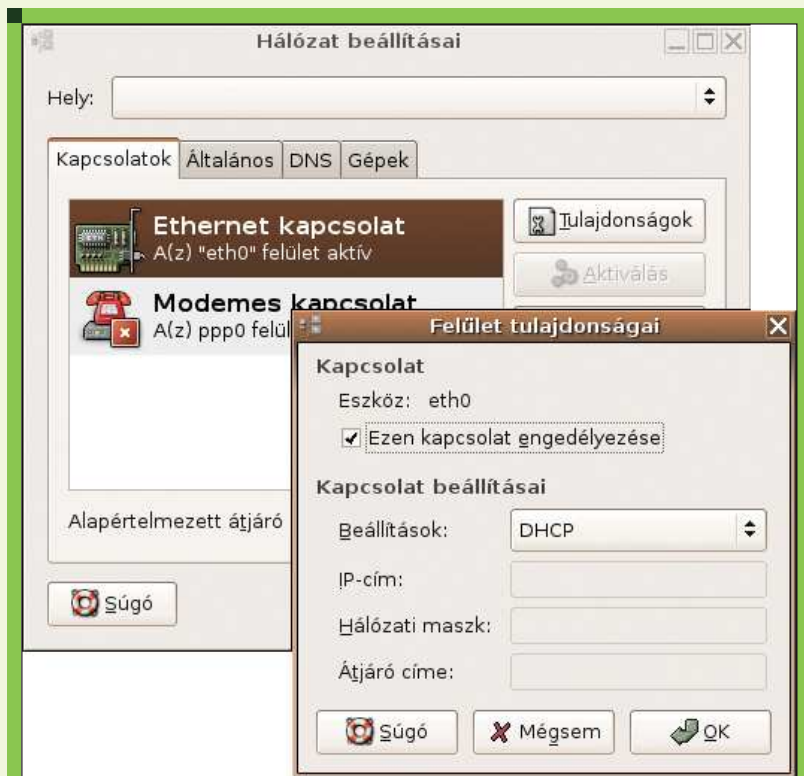 Hálózat beállításai
Hely:
Kapcsolatok Általános DNS Gépek
Ethernet kapcsolat
A(z) "eth0" felület aktív
Tulajdonságok
Aktiválás
Modemes kapcsolat
A(z) ppp0 felül
Alapértelmezett átjáró
Súgó
Felület tulajdonságai
Kapcsolat
Eszköz: eth0
Ezen kapcsolat engedélyezése
Kapcsolat beállításai
Beállítások: DHCP
IP-cím:
Hálózati maszk:
Átjáró címe:
Súgó Mégsem OK